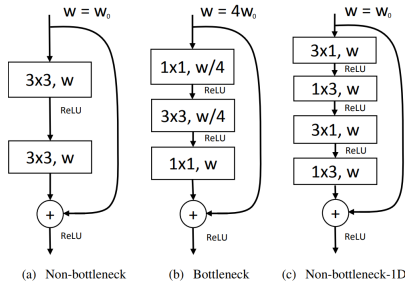 w = w₀
3x3, w
ReLU
3x3, w
+
ReLU
(a) Non-bottleneck
w = 4w₀
1x1, w/4
ReLU
3x3, w/4
ReLU
1x1, w
+
ReLU
(b) Bottleneck
w = w₀
3x1, w
ReLU
1x3, w
ReLU
3x1, w
ReLU
1x3, w
+
ReLU
(c) Non-bottleneck-1D